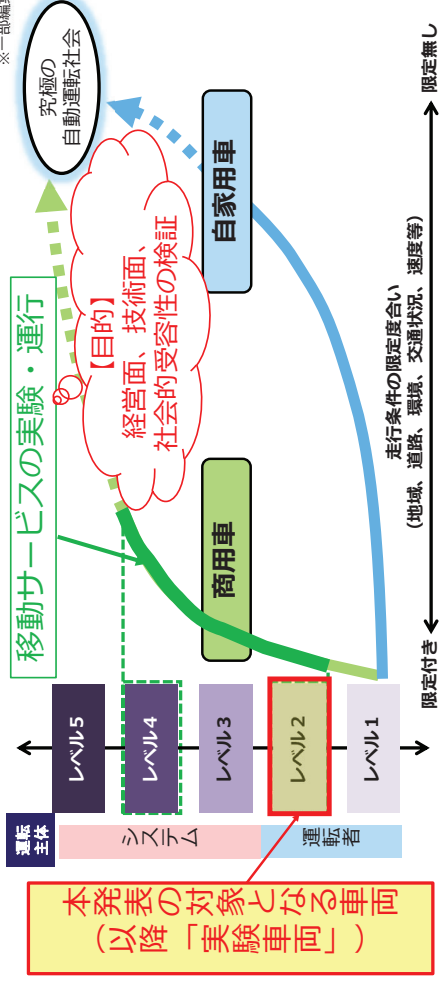 ※一部編集
究極の
自動運転社会
移動サービスの実験・運行
【目的】
経営面、技術面、
社会的受容性の検証
自家用車
商用車
運転
主体
システム
運転者
レベル5
レベル4
レベル3
レベル2
レベル1
限定付き
限定無し
走行条件の限定度合い
（地域、道路、環境、交通状況、速度等）
本発表の対象となる車両
（以降「実験車両」）